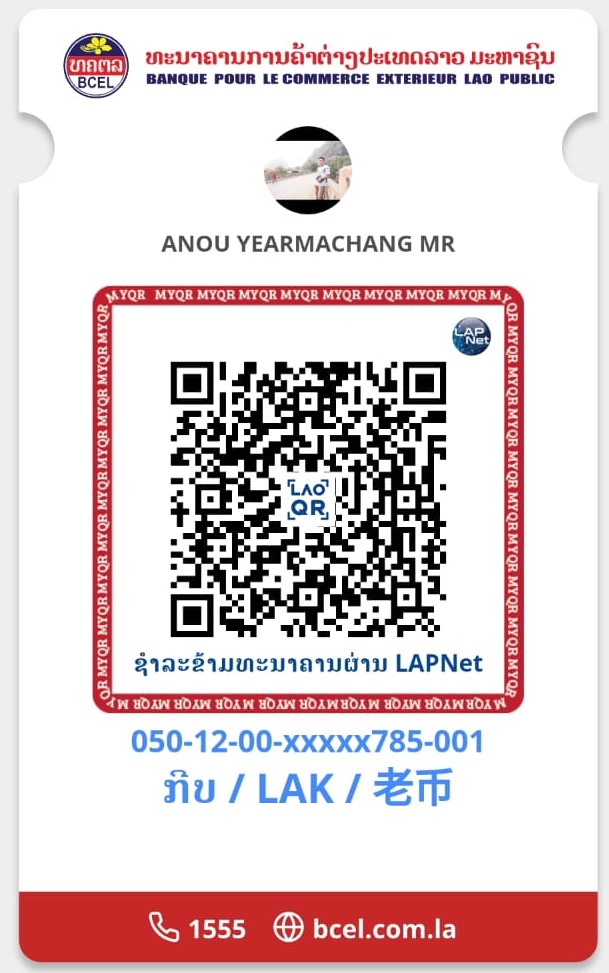 ທຄຕລ
BCEL
ທະນາຄານການຄ້າຕ່າງປະເທດລາວ ມະຫາຊົນ
BANQUE POUR LE COMMERCE EXTERIEUR LAO PUBLIC
ANOU YEARMACHANG MR
MYQR MYQR MYQR MYQR MYQR MYQR MYQR MYQR MYQR
LAP
Net
LAO
QR
ຊຳລະຂ້າມທະນາຄານຜ່ານ LAPNet
050-12-00-xxxxx785-001
ກີບ / LAK / 老币
1555 bcel.com.la